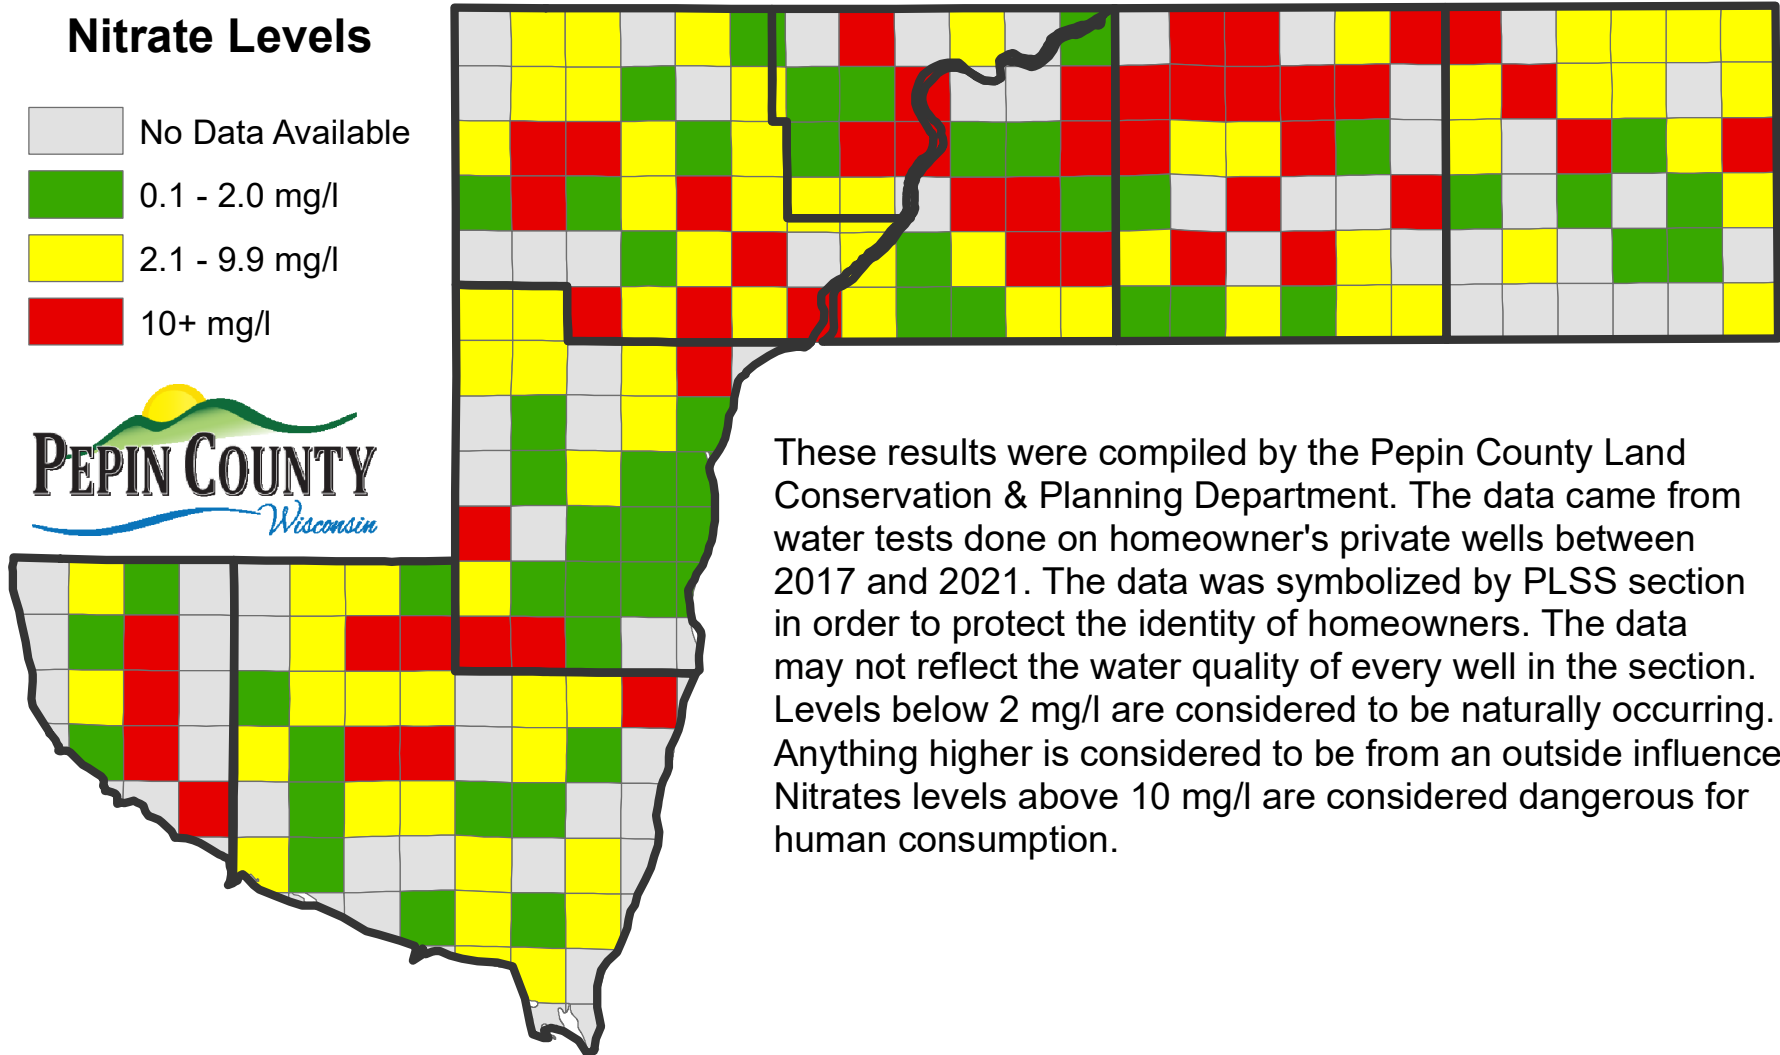 Nitrate Levels
No Data Available
0.1 - 2.0 mg/l
2.1 - 9.9 mg/l
10+ mg/l
PEPIN COUNTY
Wisconsin
These results were compiled by the Pepin County Land
Conservation & Planning Department. The data came from
water tests done on homeowner's private wells between
2017 and 2021. The data was symbolized by PLSS section
in order to protect the identity of homeowners. The data
may not reflect the water quality of every well in the section.
Levels below 2 mg/l are considered to be naturally occurring.
Anything higher is considered to be from an outside influence
Nitrates levels above 10 mg/l are considered dangerous for
human consumption.